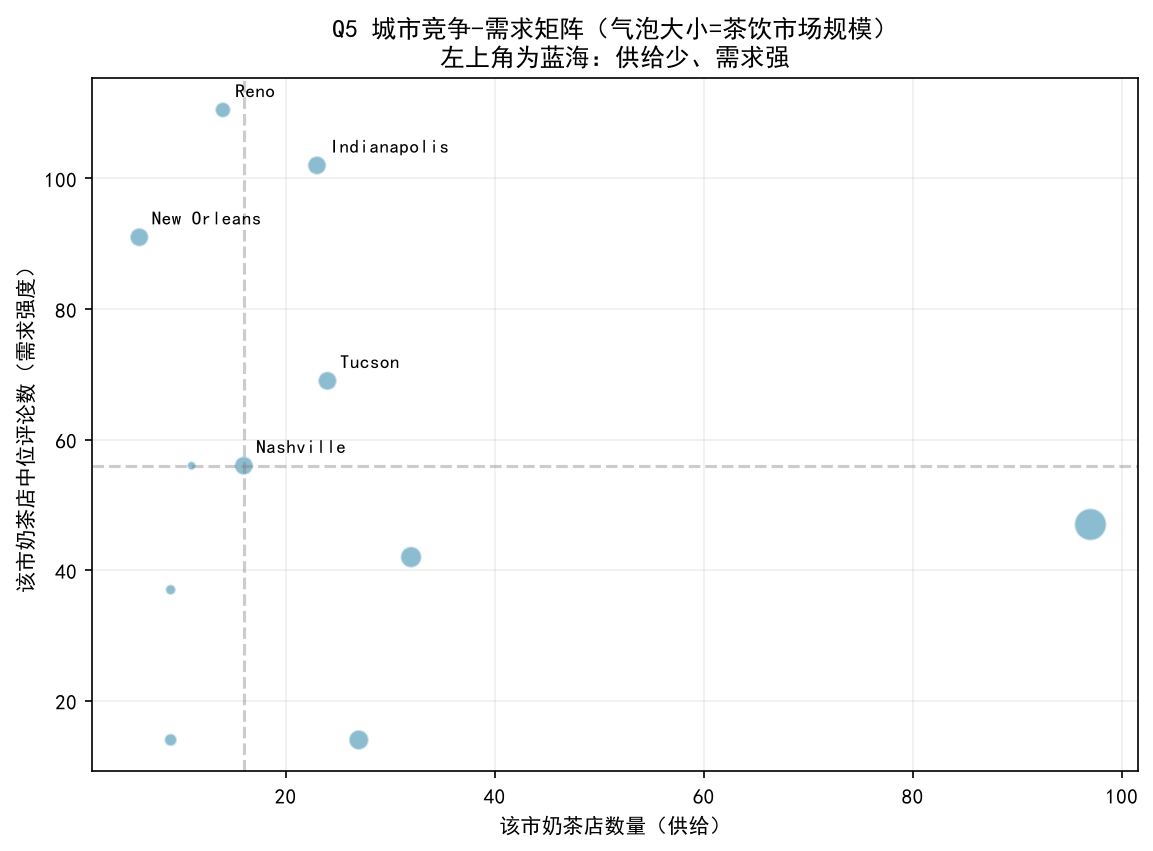 Q5 城市竞争-需求矩阵（气泡大小=茶饮市场规模）
左上角为蓝海：供给少、需求强
Reno
Indianapolis
New Orleans
Tucson
Nashville
该市奶茶店中位评论数（需求强度）
100
80
60
40
20
20
40
60
80
100
该市奶茶店数量（供给）